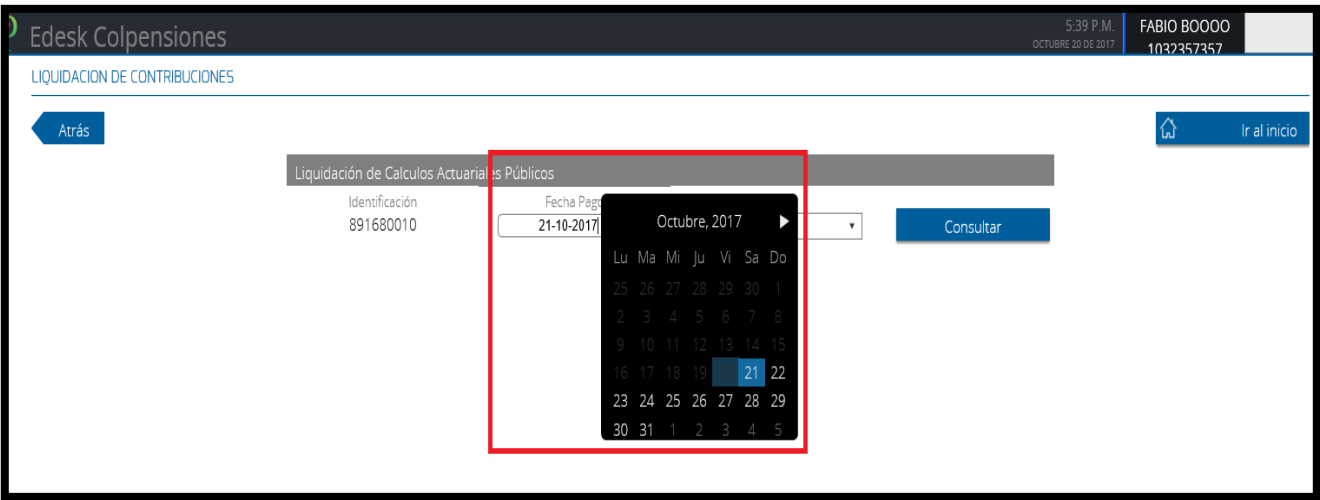 Edesk Colpensiones
5:39 P.M.
OCTUBRE 20 DE 2017
FABIO BOOOO
1032357357
LIQUIDACION DE CONTRIBUCIONES
Atrás
Ir al inicio
Liquidación de Calculos Actuariales Públicos
Identificación
891680010
Fecha Pago
21-10-2017
Consultar
Octubre, 2017
Lu Ma Mi Ju Vi Sa Do
25 26 27 28 29 30 1
2 3 4 5 6 7 8
9 10 11 12 13 14 15
16 17 18 19 21 22
23 24 25 26 27 28 29
30 31 1 2 3 4 5